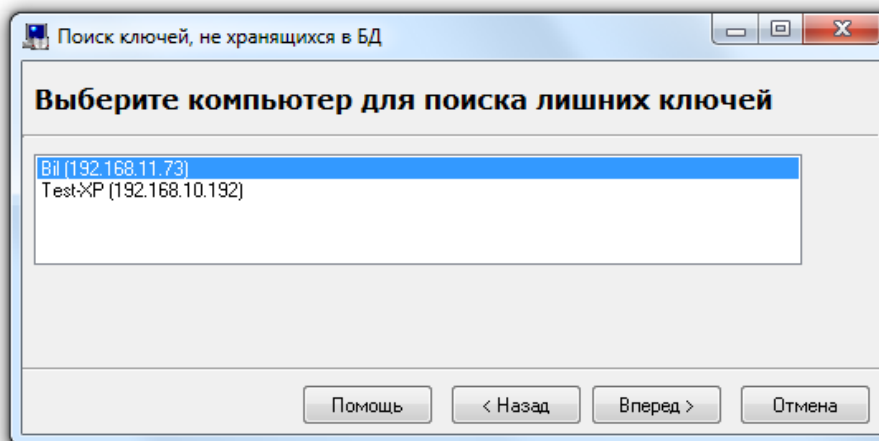 Поиск ключей, не хранящихся в БД
Выберите компьютер для поиска лишних ключей
Bil (192.168.11.73)
Test-XP (192.168.10.192)
Помощь
< Назад
Вперед >
Отмена